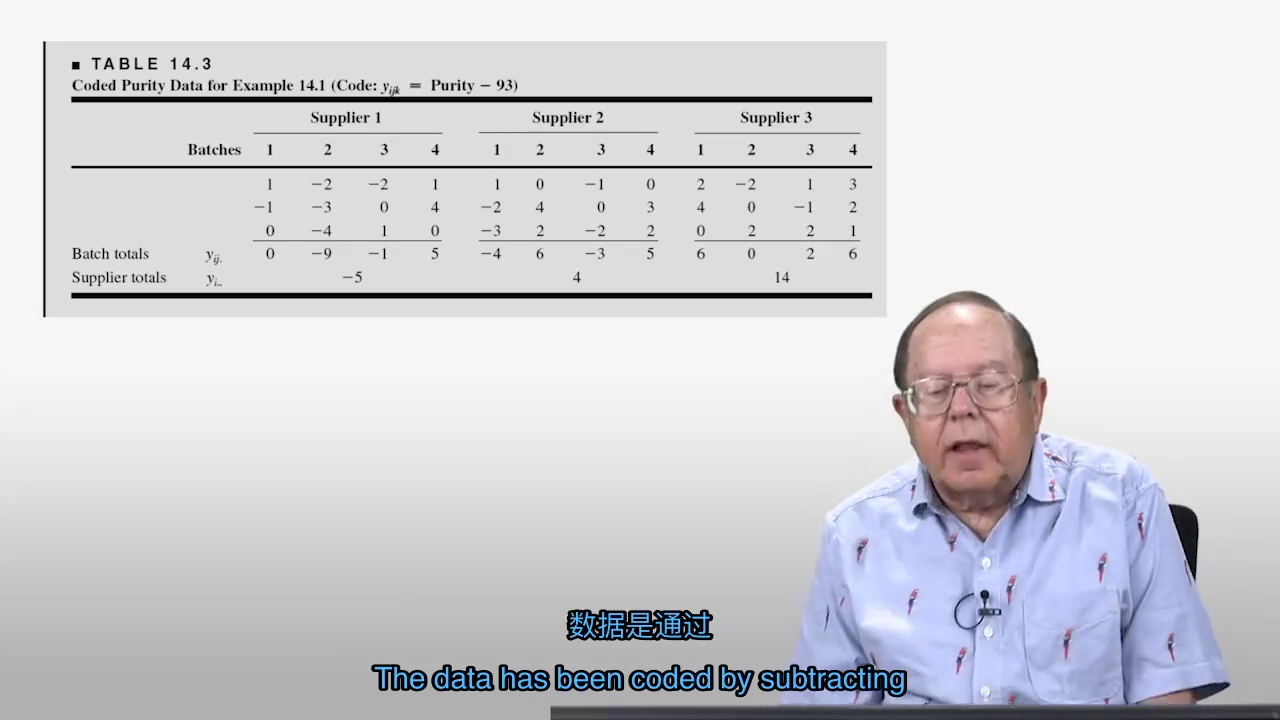 ■ TABLE 14.3
Coded Purity Data for Example 14.1 (Code: yijk = Purity − 93)
Supplier 1 Supplier 2 Supplier 3
Batches 1 2 3 4 1 2 3 4 1 2 3 4
1 −2 −2 1 1 0 −1 0 2 −2 1 3
−1 −3 0 4 −2 4 0 3 4 0 −1 2
0 −4 1 0 −3 2 −2 2 0 2 2 1
Batch totals yij. 0 −9 −1 5 −4 6 −3 5 6 0 2 6
Supplier totals yi.. −5 4 14
数据是通过
The data has been coded by subtracting